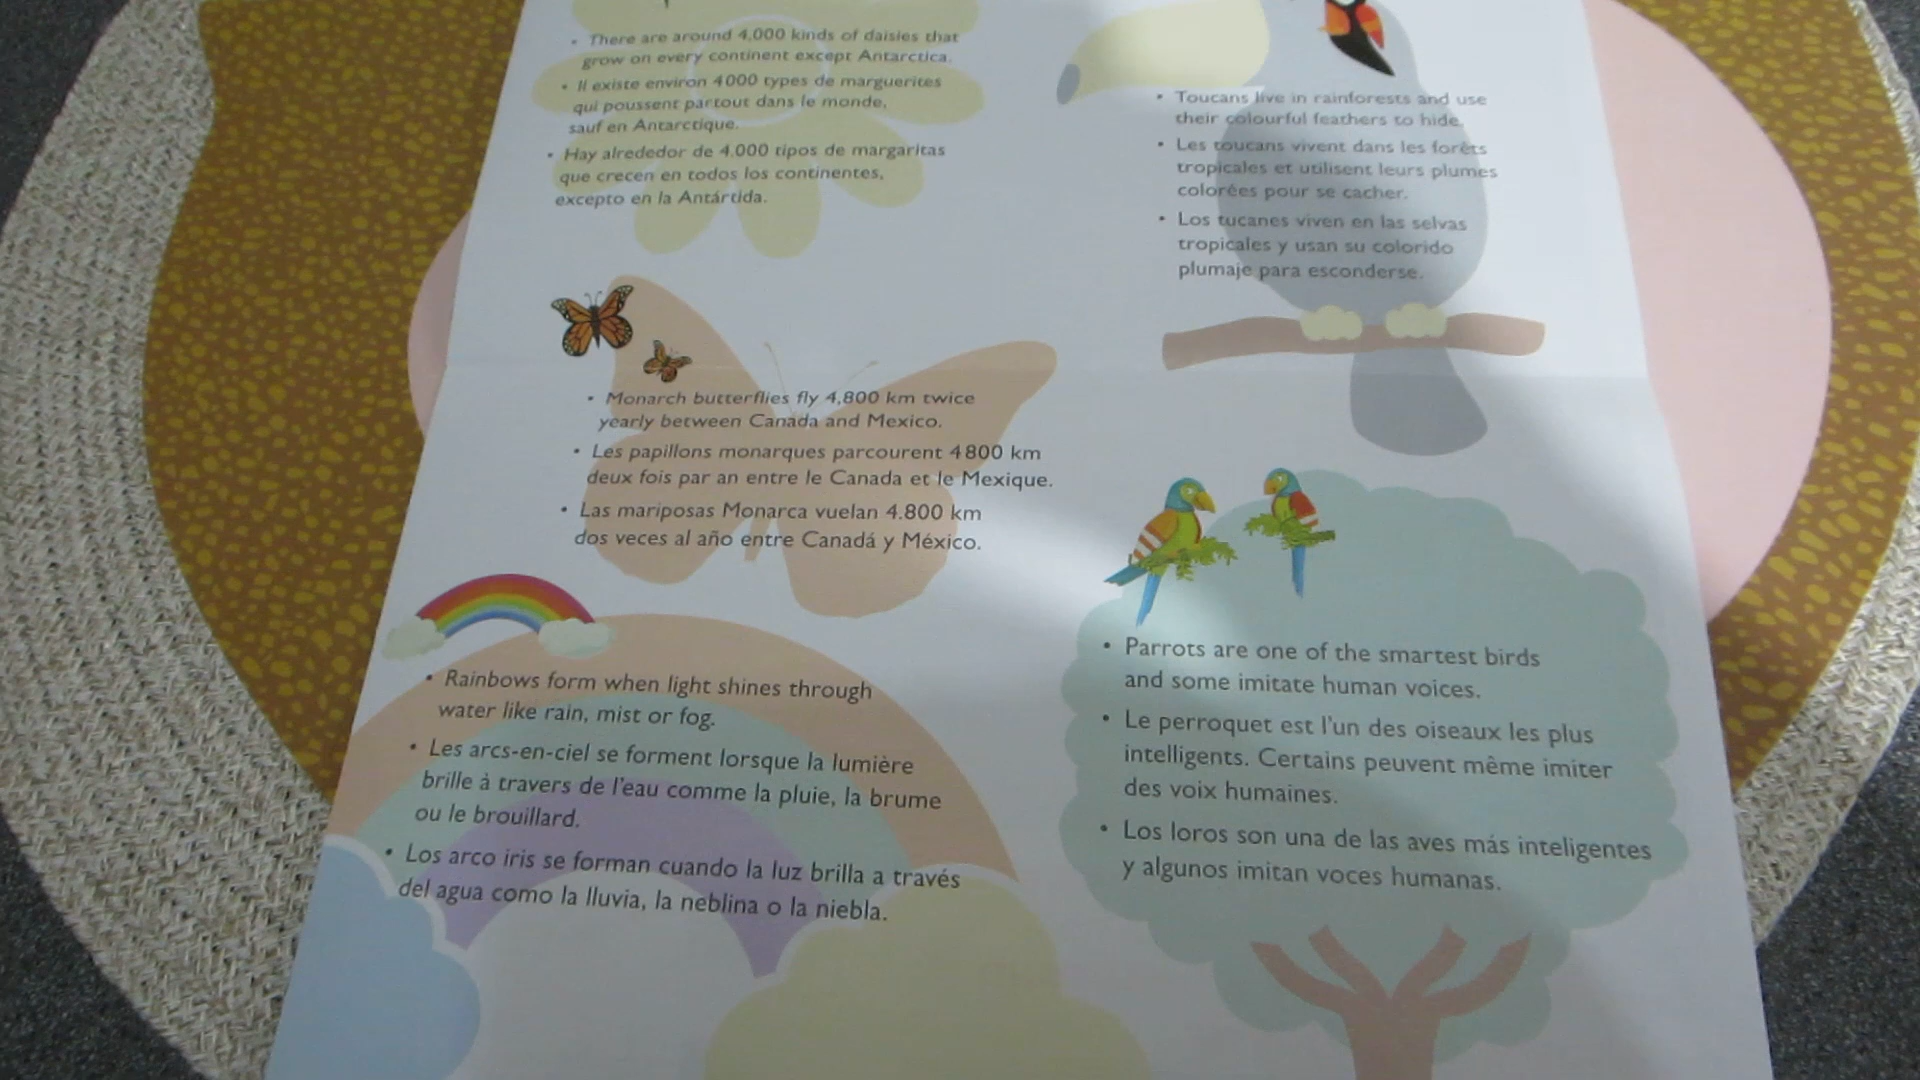 • There are around 4,000 kinds of daisies that
grow on every continent except Antarctica.
• Il existe environ 4000 types de marguerites
qui poussent partout dans le monde,
sauf en Antarctique.
• Hay alrededor de 4.000 tipos de margaritas
que crecen en todos los continentes,
excepto en la Antártida.
• Monarch butterflies fly 4,800 km twice
yearly between Canada and Mexico.
• Les papillons monarques parcourent 4800 km
deux fois par an entre le Canada et le Mexique.
• Las mariposas Monarca vuelan 4.800 km
dos veces al año entre Canadá y México.
• Rainbows form when light shines through
water like rain, mist or fog.
• Les arcs-en-ciel se forment lorsque la lumière
brille à travers de l'eau comme la pluie, la brume
ou le brouillard.
• Los arco iris se forman cuando la luz brilla a través
del agua como la lluvia, la neblina o la niebla.
• Toucans live in rainforests and use
their colourful feathers to hide.
• Les toucans vivent dans les forêts
tropicales et utilisent leurs plumes
colorées pour se cacher.
• Los tucanes viven en las selvas
tropicales y usan su colorido
plumaje para esconderse.
• Parrots are one of the smartest birds
and some imitate human voices.
• Le perroquet est l'un des oiseaux les plus
intelligents. Certains peuvent même imiter
des voix humaines.
• Los loros son una de las aves más inteligentes
y algunos imitan voces humanas.